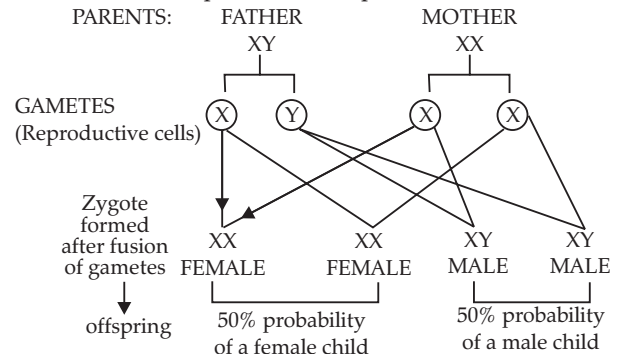 PARENTS: FATHER MOTHER
XY XX
GAMETES
(Reproductive cells)
X Y X X
Zygote
formed
after fusion
of gametes
XX XX XY XY
FEMALE FEMALE MALE MALE
offspring
50% probability
of a female child
50% probability
of a male child